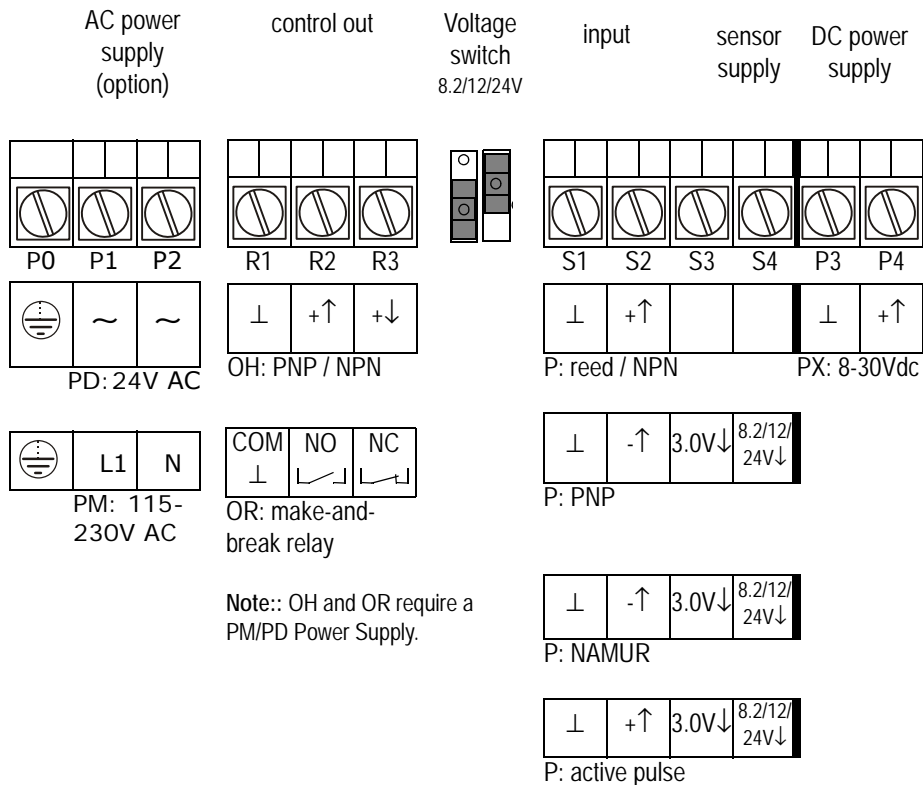 AC power
supply
(option)
control out
Voltage
switch
8.2/12/24V
input
sensor
supply
DC power
supply
P0 P1 P2
R1 R2 R3
S1 S2 S3 S4 P3 P4
~ ~
PD: 24V AC
⊥ +↑ +↓
OH: PNP / NPN
⊥ +↑
P: reed / NPN
⊥ +↑
PX: 8-30Vdc
L1 N
PM: 115-
230V AC
COM NO NC
⊥
OR: make-and-
break relay
Note:: OH and OR require a
PM/PD Power Supply.
⊥ -↑ 3.0V↓ 8.2/12/
24V↓
P: PNP
⊥ -↑ 3.0V↓ 8.2/12/
24V↓
P: NAMUR
⊥ +↑ 3.0V↓ 8.2/12/
24V↓
P: active pulse